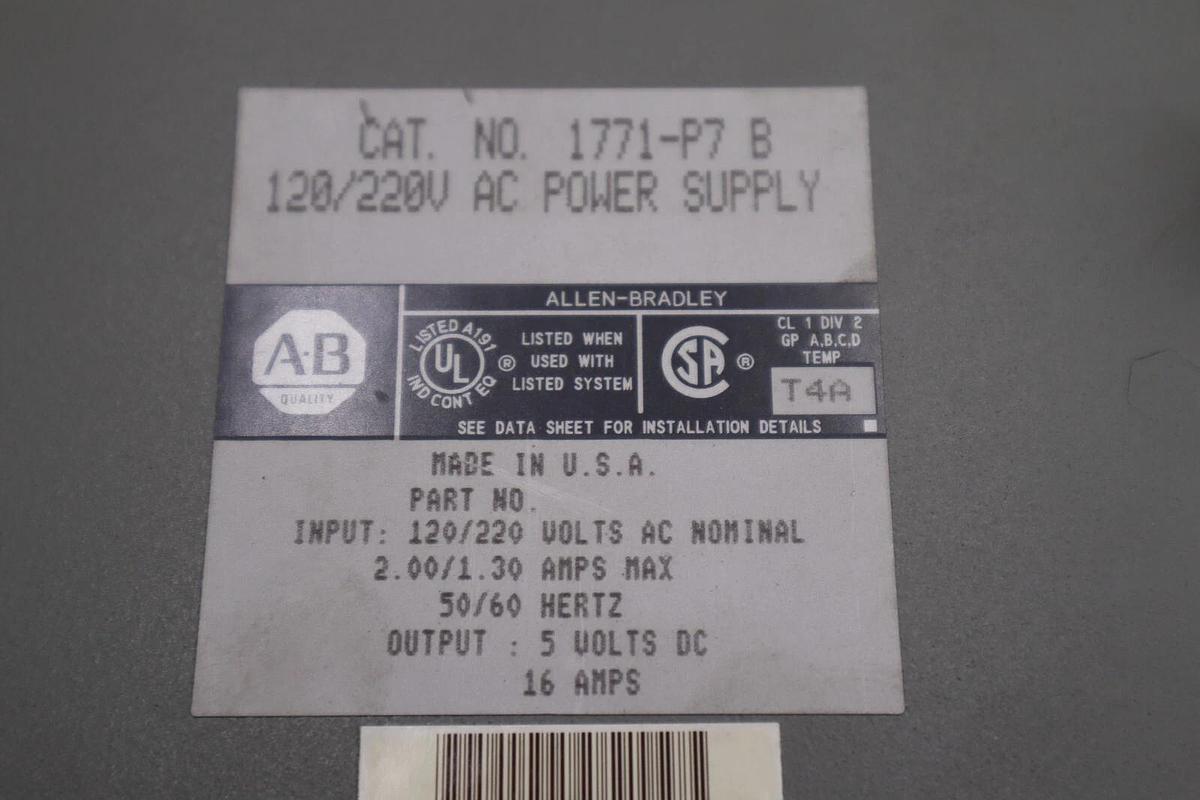 CAT. NO. 1771-P7 B
120/220V AC POWER SUPPLY
ALLEN-BRADLEY
A·B
QUALITY
LISTED A191
UL
IND CONT EQ
®
LISTED WHEN
USED WITH
LISTED SYSTEM
SA
®
CL 1 DIV 2
GP A,B,C,D
TEMP
T4A
SEE DATA SHEET FOR INSTALLATION DETAILS
MADE IN U.S.A.
PART NO.
INPUT: 120/220 VOLTS AC NOMINAL
2.00/1.30 AMPS MAX
50/60 HERTZ
OUTPUT : 5 VOLTS DC
16 AMPS